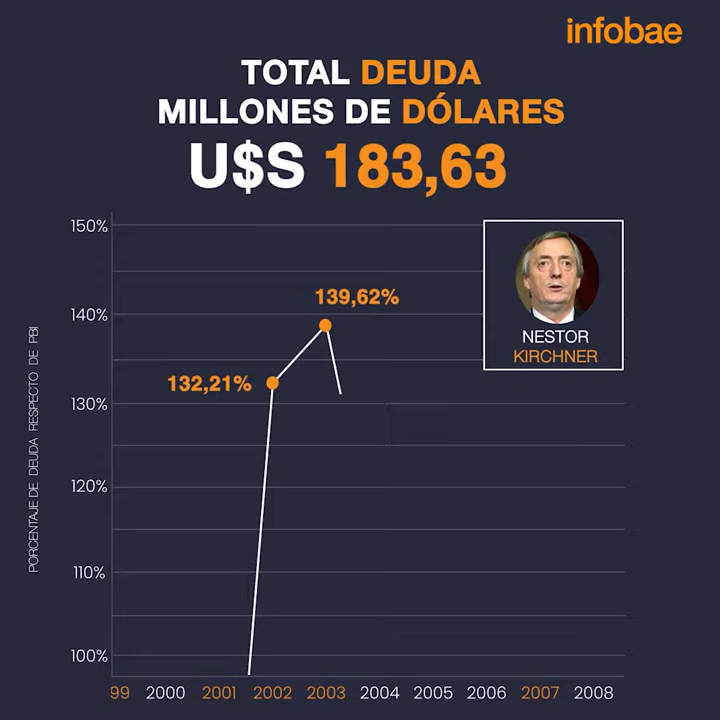 infobae
TOTAL DEUDA
MILLONES DE DÓLARES
U$S 183,63
150%
140%
130%
120%
110%
100%
PORCENTAJE DE DEUDA RESPECTO DE PBI
139,62%
132,21%
NESTOR
KIRCHNER
99 2000 2001 2002 2003 2004 2005 2006 2007 2008